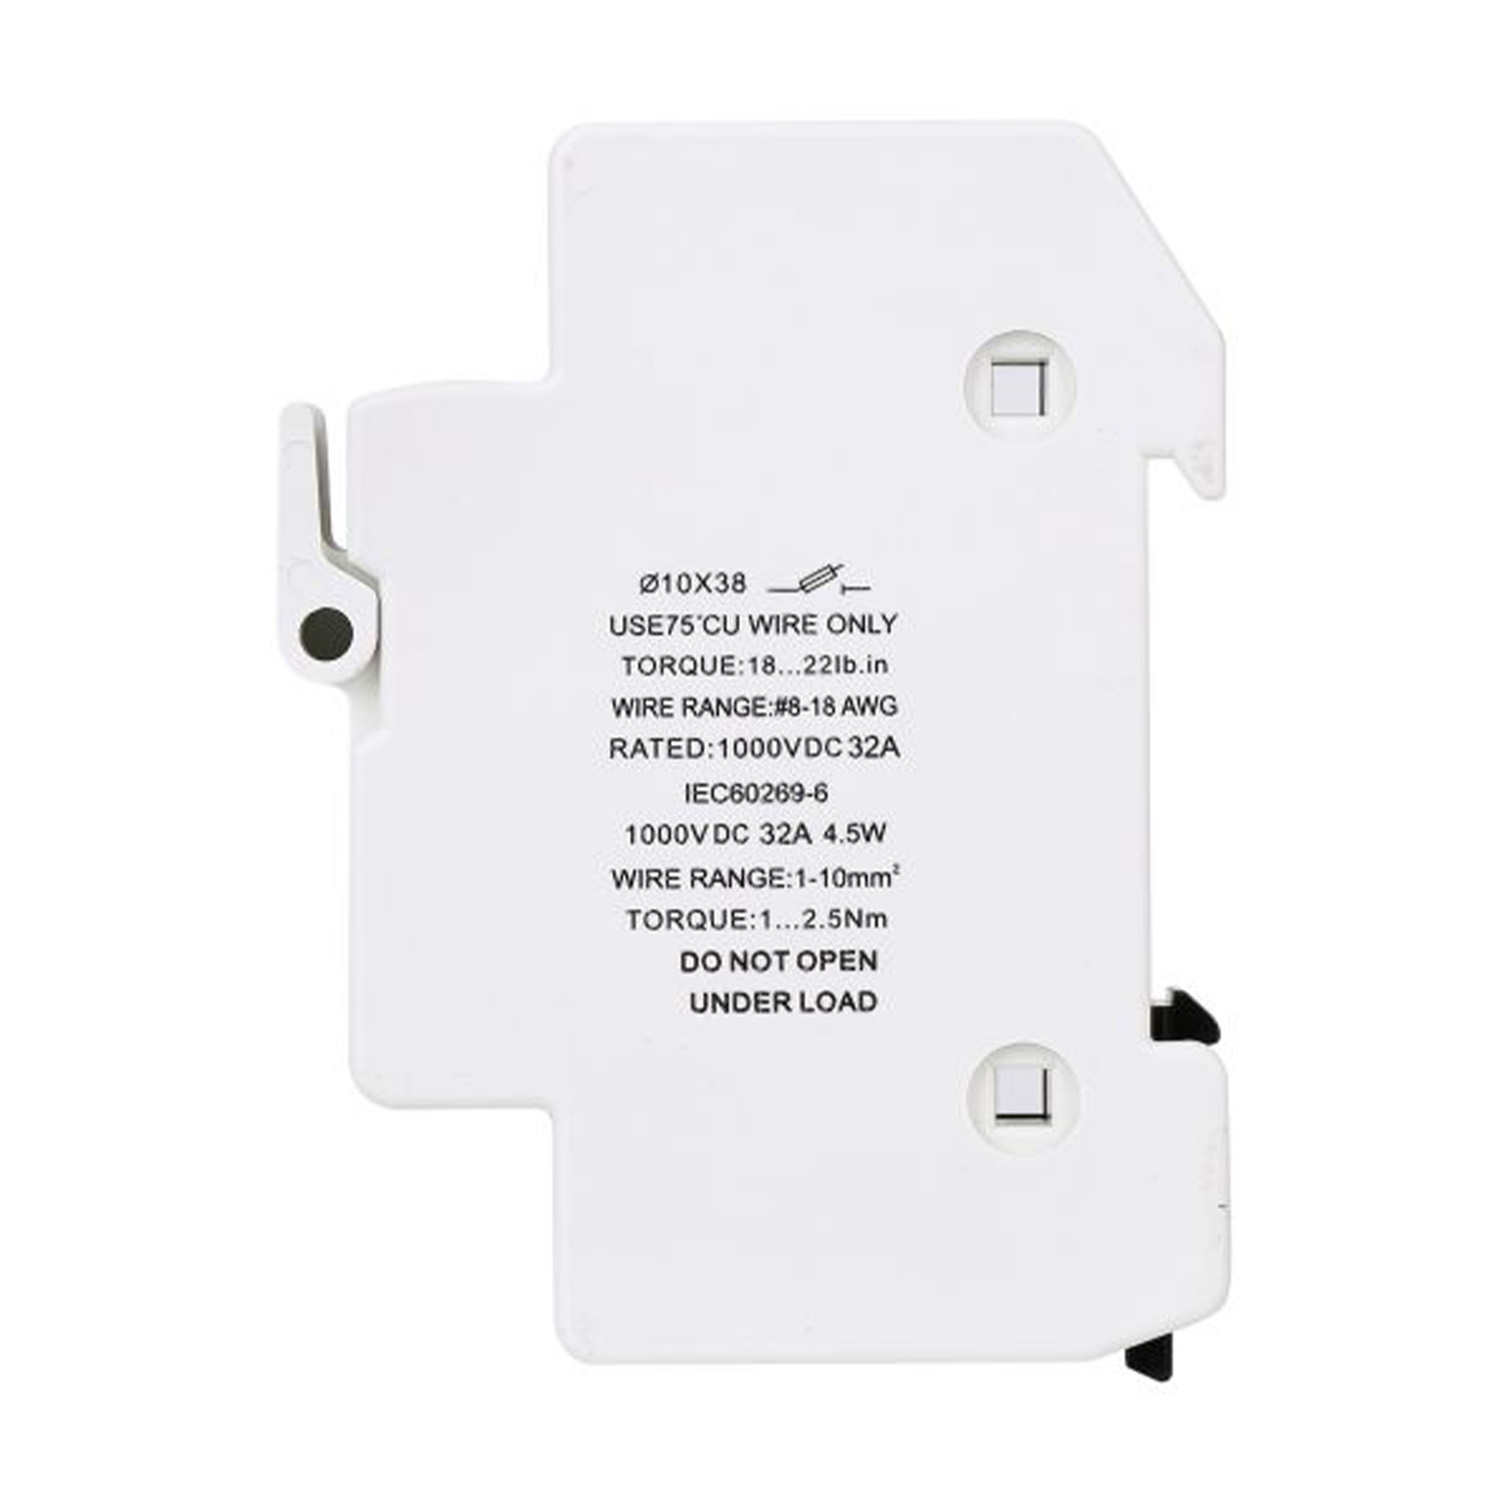 Ø10X38
USE75°CU WIRE ONLY
TORQUE:18...22lb.in
WIRE RANGE:#8-18 AWG
RATED:1000VDC 32A
IEC60269-6
1000VDC 32A 4.5W
WIRE RANGE:1-10mm²
TORQUE:1...2.5Nm
DO NOT OPEN
UNDER LOAD